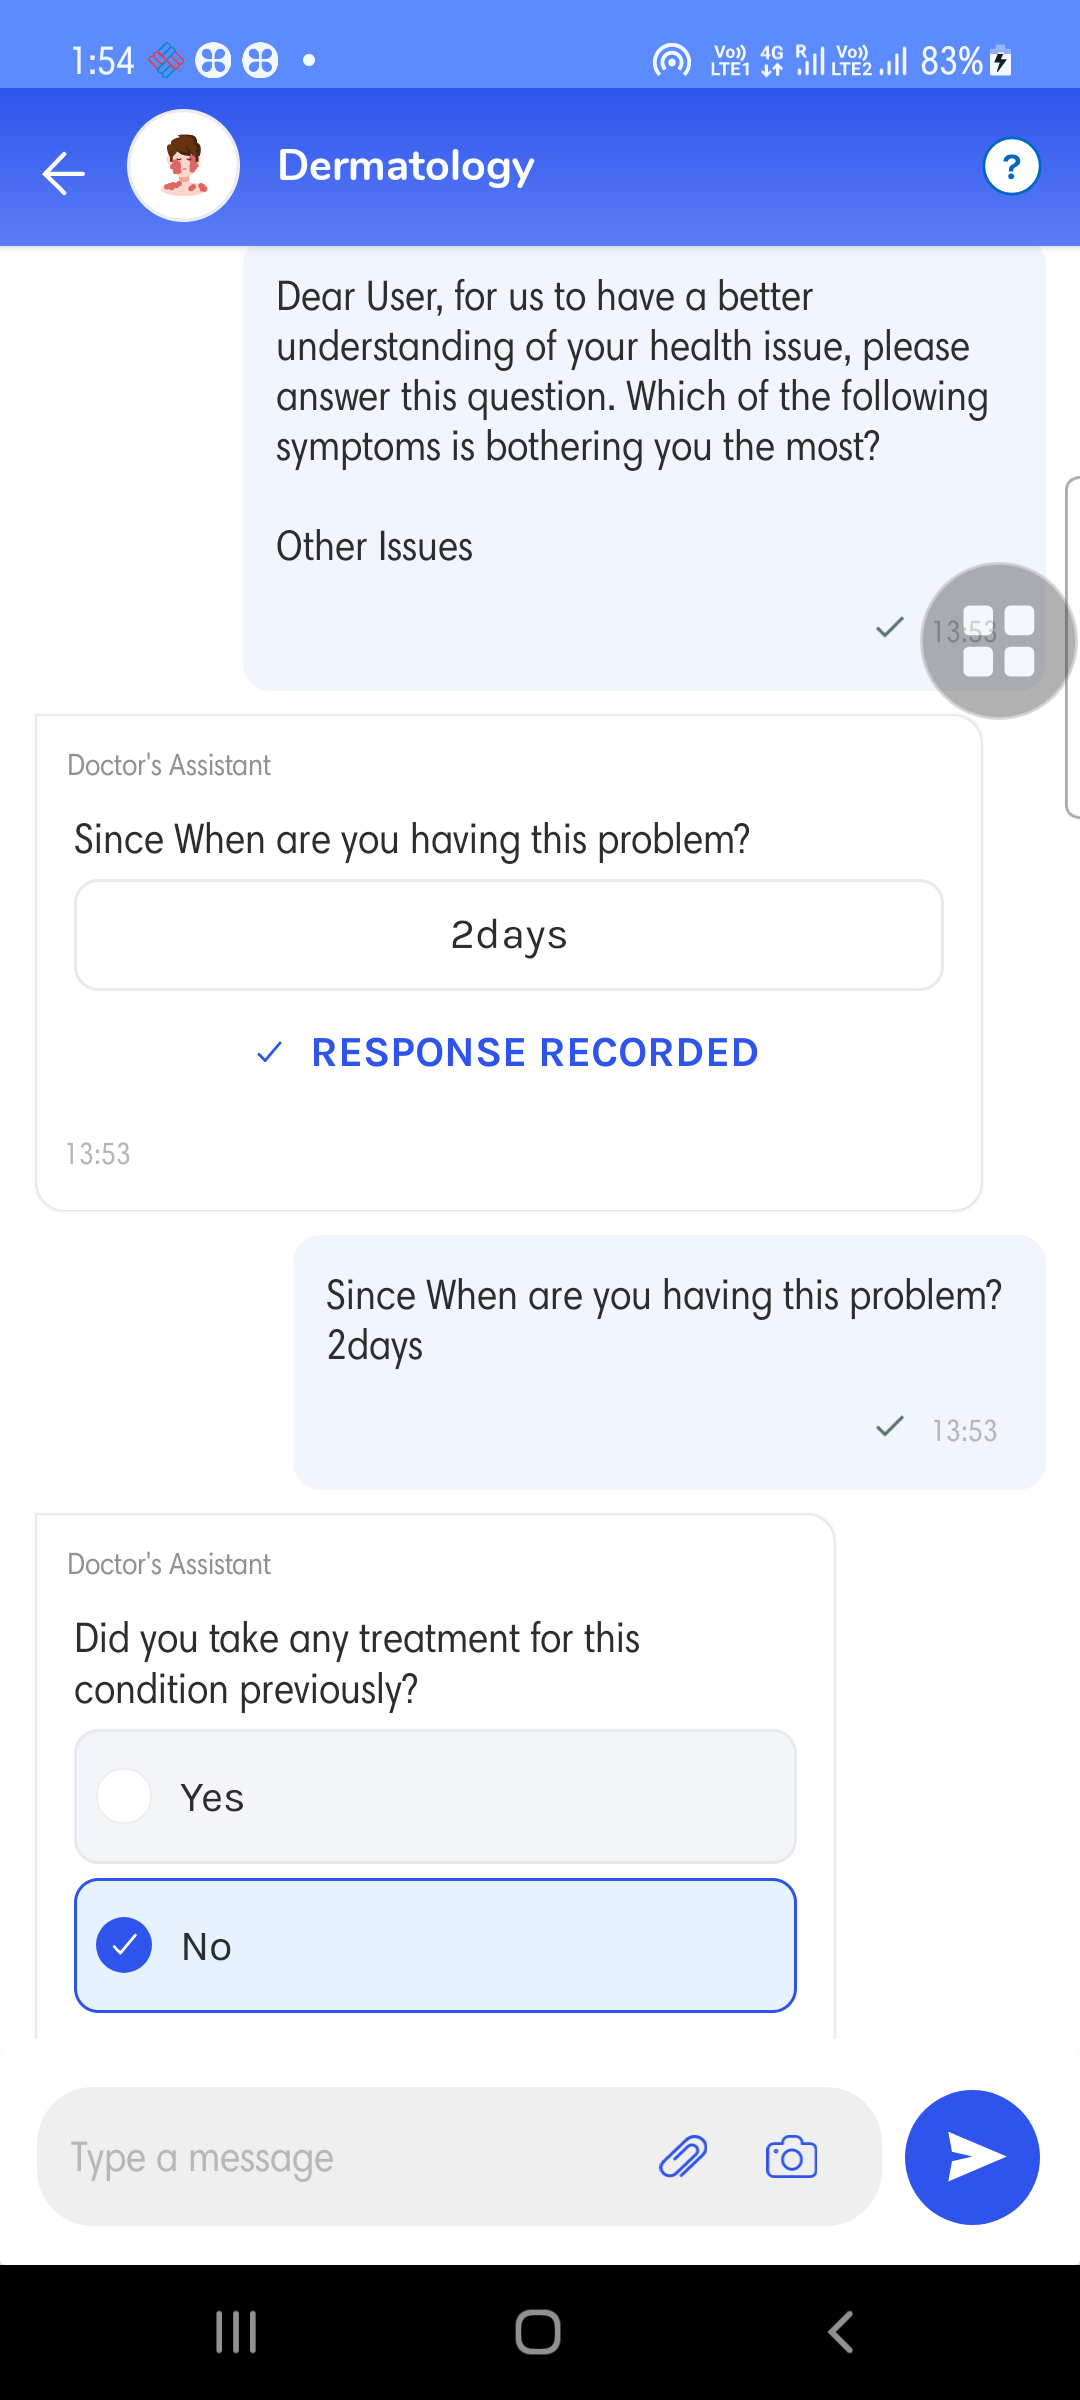 1:54
Vo)) LTE1 4G R Vo)) LTE2 83%
Dermatology
?
Dear User, for us to have a better
understanding of your health issue, please
answer this question. Which of the following
symptoms is bothering you the most?
Other Issues
13:53
Doctor's Assistant
Since When are you having this problem?
2days
RESPONSE RECORDED
13:53
Since When are you having this problem?
2days
13:53
Doctor's Assistant
Did you take any treatment for this
condition previously?
Yes
No
Type a message